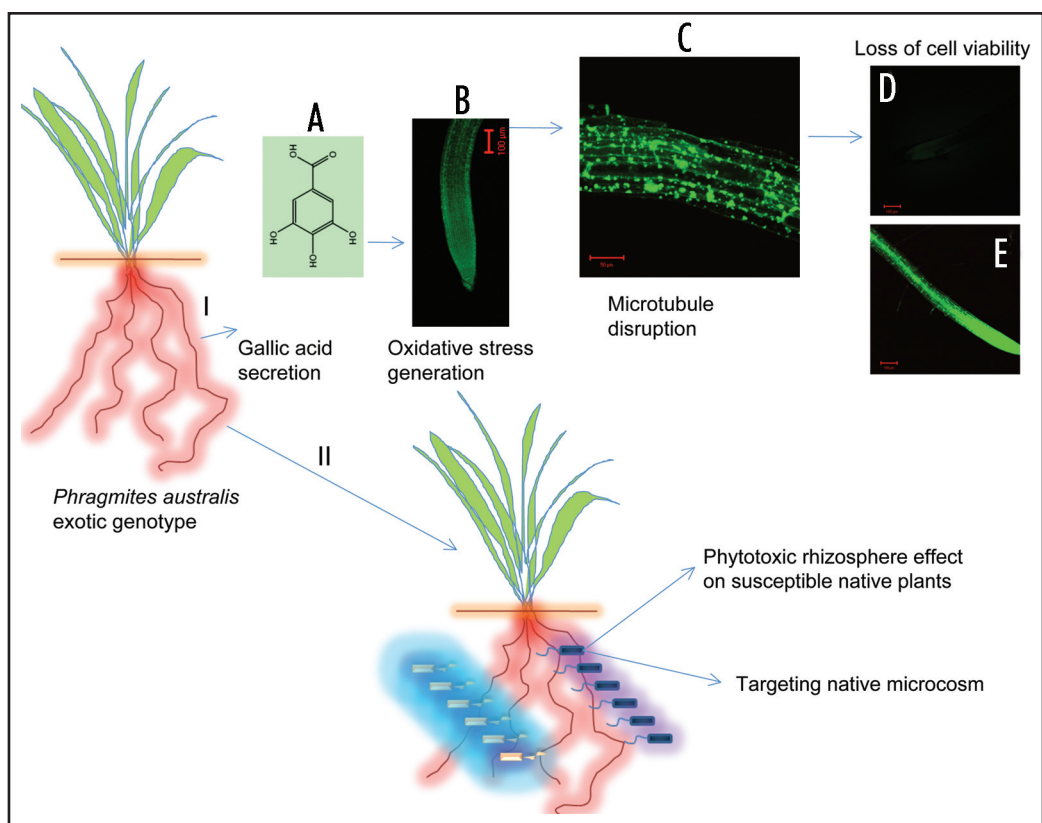 A
B
C
Loss of cell viability
D
E
OH
O
HO
OH
OH
100 μm
Microtubule
disruption
I
Gallic acid
secretion
Oxidative stress
generation
II
Phragmites australis
exotic genotype
Phytotoxic rhizosphere effect
on susceptible native plants
Targeting native microcosm